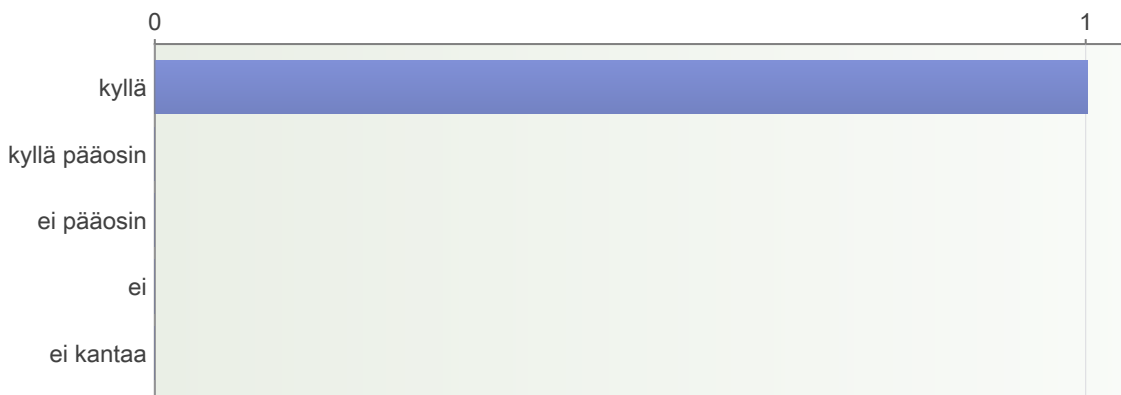 0 1
kyllä
kyllä pääosin
ei pääosin
ei
ei kantaa